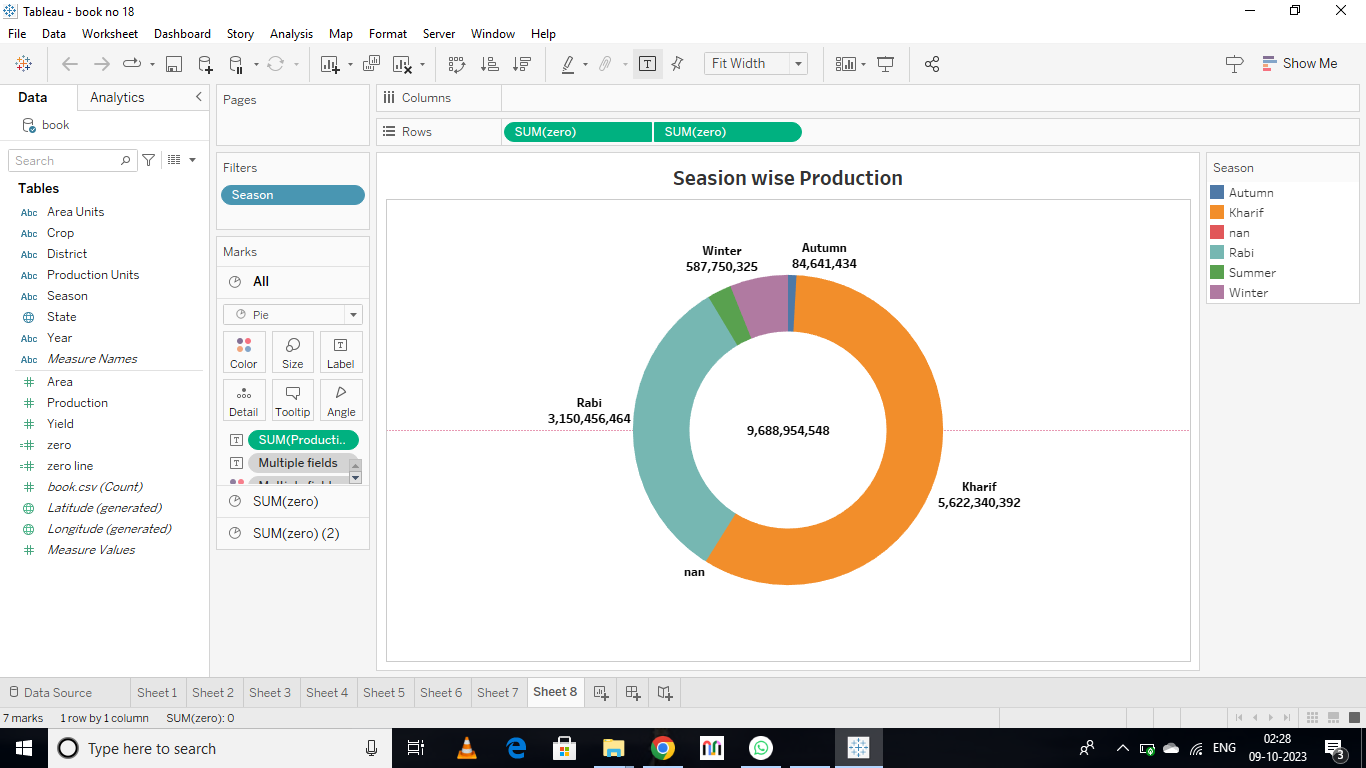 Tableau - book no 18
File Data Worksheet Dashboard Story Analysis Map Format Server Window Help
Fit Width
Show Me
Data Analytics
book
Search
Tables
Abc Area Units
Abc Crop
Abc District
Abc Production Units
Abc Season
State
Abc Year
Abc Measure Names
# Area
# Production
# Yield
=# zero
=# zero line
# book.csv (Count)
Latitude (generated)
Longitude (generated)
# Measure Values
Pages
Filters
Season
Marks
All
Pie
Color Size Label
Detail Tooltip Angle
T SUM(Producti..
T Multiple fields
SUM(zero)
SUM(zero) (2)
Columns
Rows SUM(zero) SUM(zero)
Seasion wise Production
Winter
587,750,325
Autumn
84,641,434
Rabi
3,150,456,464
9,688,954,548
Kharif
5,622,340,392
nan
Season
Autumn
Kharif
nan
Rabi
Summer
Winter
Data Source Sheet 1 Sheet 2 Sheet 3 Sheet 4 Sheet 5 Sheet 6 Sheet 7 Sheet 8
7 marks 1 row by 1 column SUM(zero): 0
Type here to search
ENG
02:28
09-10-2023
3